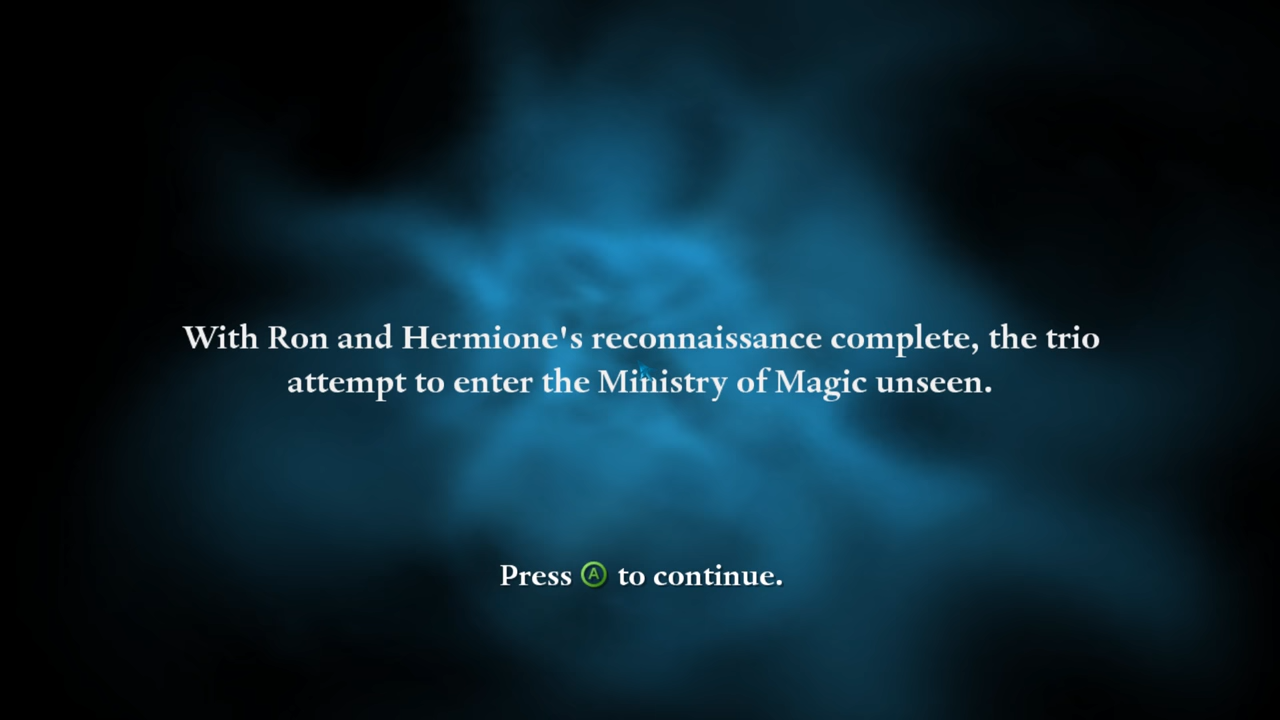 With Ron and Hermione's reconnaissance complete, the trio
attempt to enter the Ministry of Magic unseen.
Press A to continue.